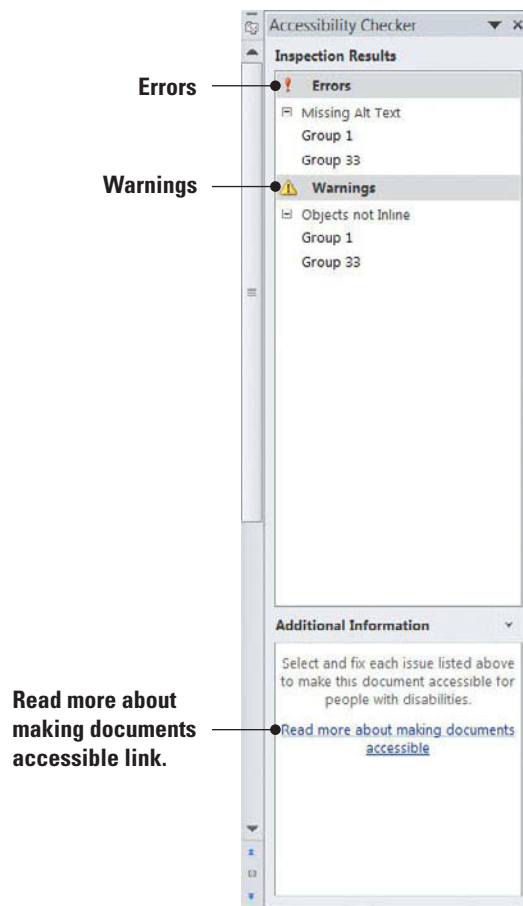 Accessibility Checker
Inspection Results
Errors
Errors
Missing Alt Text
Group 1
Group 33
Warnings
Warnings
Objects not Inline
Group 1
Group 33
Additional Information
Select and fix each issue listed above
to make this document accessible for
people with disabilities.
Read more about
making documents
accessible link.
Read more about making documents
accessible